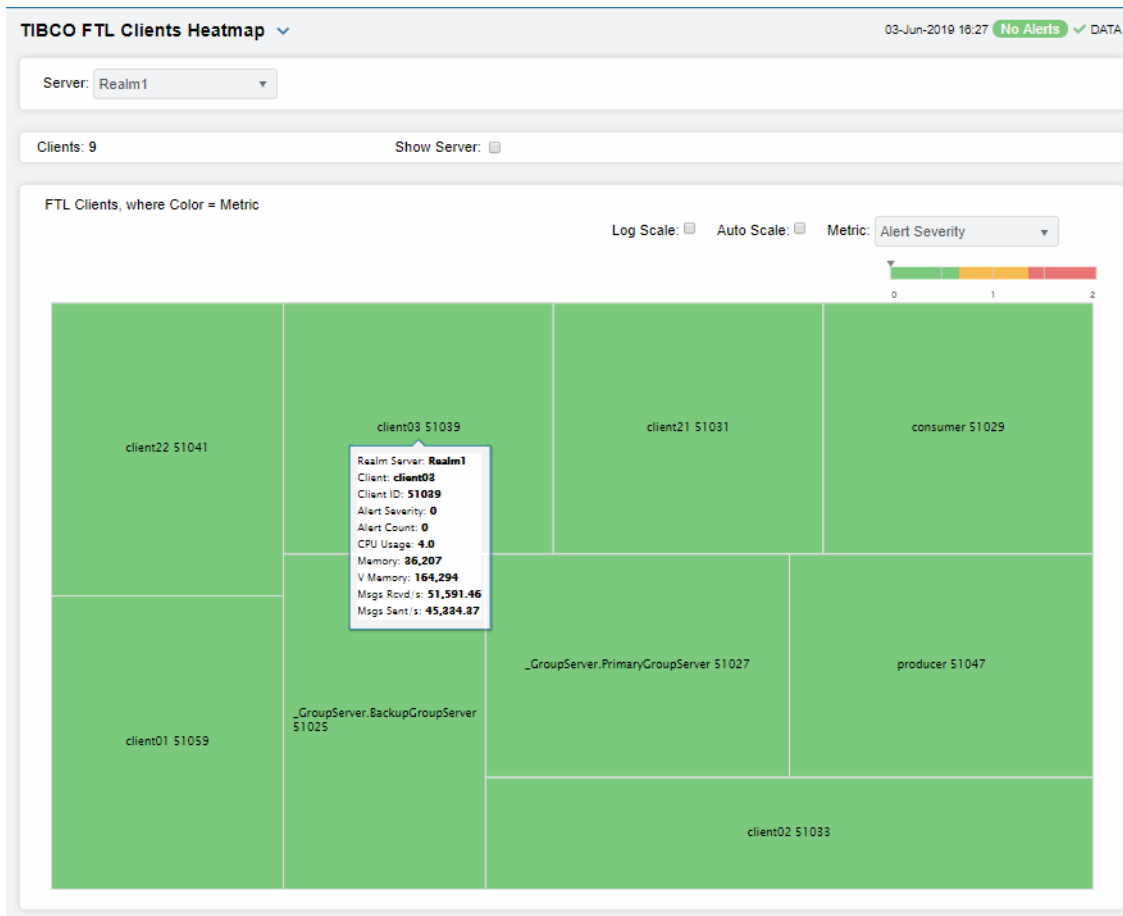 TIBCO FTL Clients Heatmap
03-Jun-2019 16:27 No Alerts DATA
Server: Realm1
Clients: 9 Show Server:
FTL Clients, where Color = Metric
Log Scale: Auto Scale: Metric: Alert Severity
0 1 2
client22 51041
client03 51039
client21 51031
consumer 51029
Realm Server: Realm1
Client: client03
Client ID: 51039
Alert Severity: 0
Alert Count: 0
CPU Usage: 4.0
Memory: 36,207
V Memory: 164,294
Msgs Rcvd/s: 51,591.46
Msgs Sent/s: 45,334.37
client01 51059
_GroupServer.BackupGroupServer
51025
_GroupServer.PrimaryGroupServer 51027
producer 51047
client02 51033